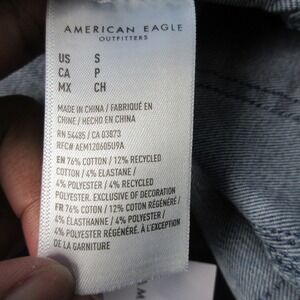 AMERICAN EAGLE
OUTFITTERS
US S
CA P
MX CH
MADE IN CHINA / FABRIQUÉ EN
CHINE / HECHO EN CHINA
RN 54485 / CA 03873
RFC# AEM120605U9A
EN 76% COTTON / 12% RECYCLED
COTTON / 4% ELASTANE /
4% POLYESTER / 4% RECYCLED
POLYESTER. EXCLUSIVE OF DECORATION
FR 76% COTON / 12% COTON RÉGÉNÉRÉ /
4% ÉLASTHANNE / 4% POLYESTER /
4% POLYESTER RÉGÉNÉRÉ. À L'EXCEPTION
DE LA GARNITURE